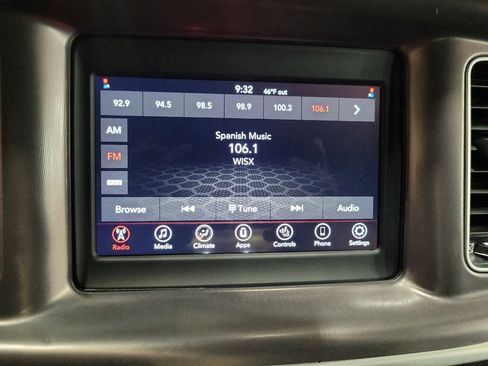 9:32 46°F out
92.9 94.5 98.5 98.9 100.3 106.1
AM
Spanish Music
106.1
FM
WISX
SXM
Browse Tune Audio
Radio Media Climate Apps Controls Phone Settings